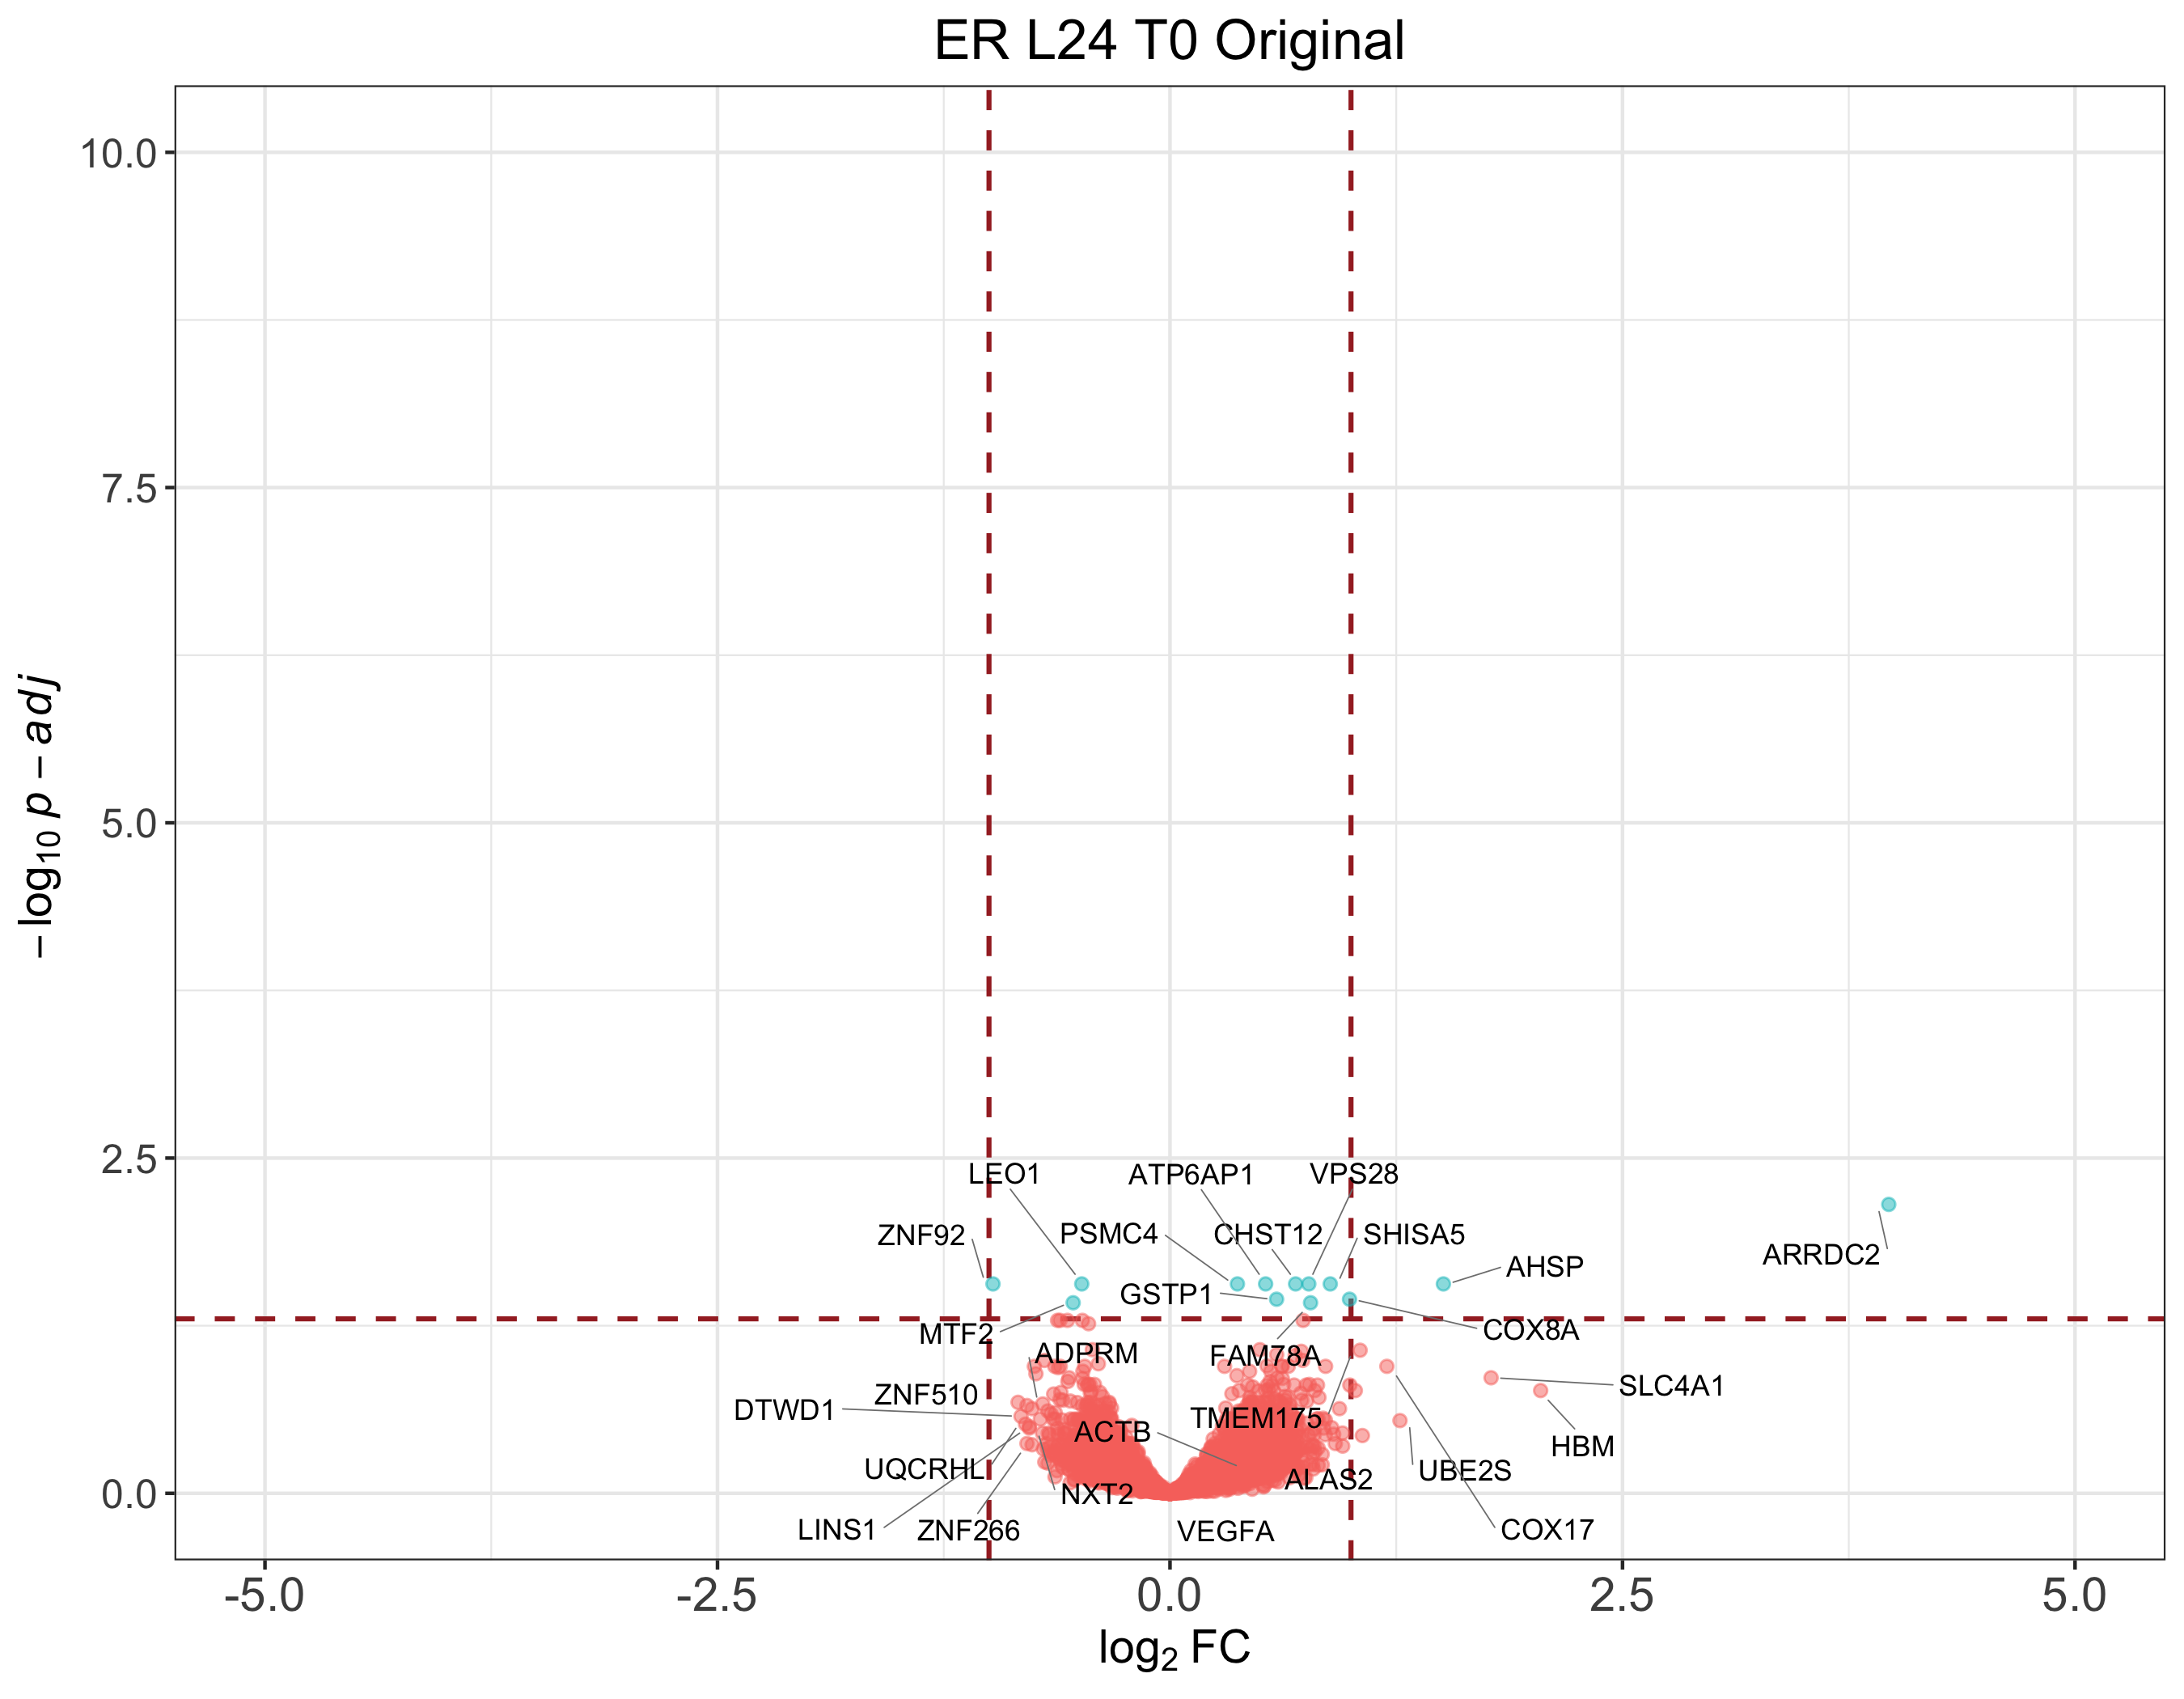 ER L24 T0 Original
10.0
7.5
5.0
2.5
0.0
−log10 p − adj
LEO1
ATP6AP1
VPS28
ZNF92
PSMC4
CHST12
SHISA5
ARRDC2
AHSP
GSTP1
MTF2
COX8A
ADPRM
FAM78A
SLC4A1
ZNF510
DTWD1
TMEM175
ACTB
HBM
UQCRHL
ALAS2
UBE2S
NXT2
LINS1
ZNF266
VEGFA
COX17
-5.0
-2.5
0.0
2.5
5.0
log2 FC